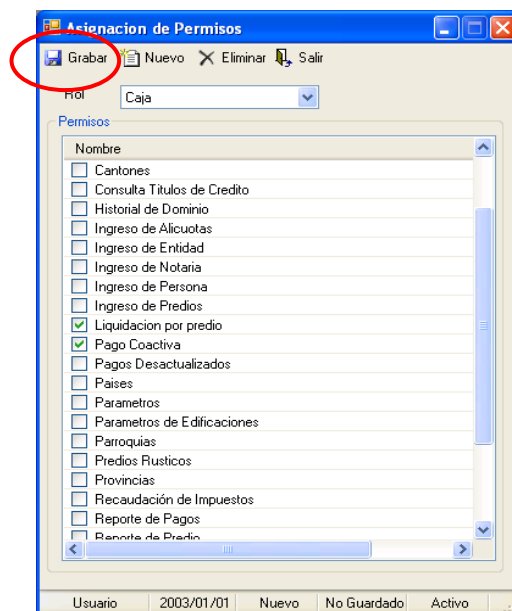 Asignacion de Permisos
Grabar Nuevo Eliminar Salir
Rol Caja
Permisos
Nombre
Cantones
Consulta Titulos de Credito
Historial de Dominio
Ingreso de Alicuotas
Ingreso de Entidad
Ingreso de Notaria
Ingreso de Persona
Ingreso de Predios
Liquidacion por predio
Pago Coactiva
Pagos Desactualizados
Paises
Parametros
Parametros de Edificaciones
Parroquias
Predios Rusticos
Provincias
Recaudación de Impuestos
Reporte de Pagos
Reporte de Predio
Usuario 2003/01/01 Nuevo No Guardado Activo